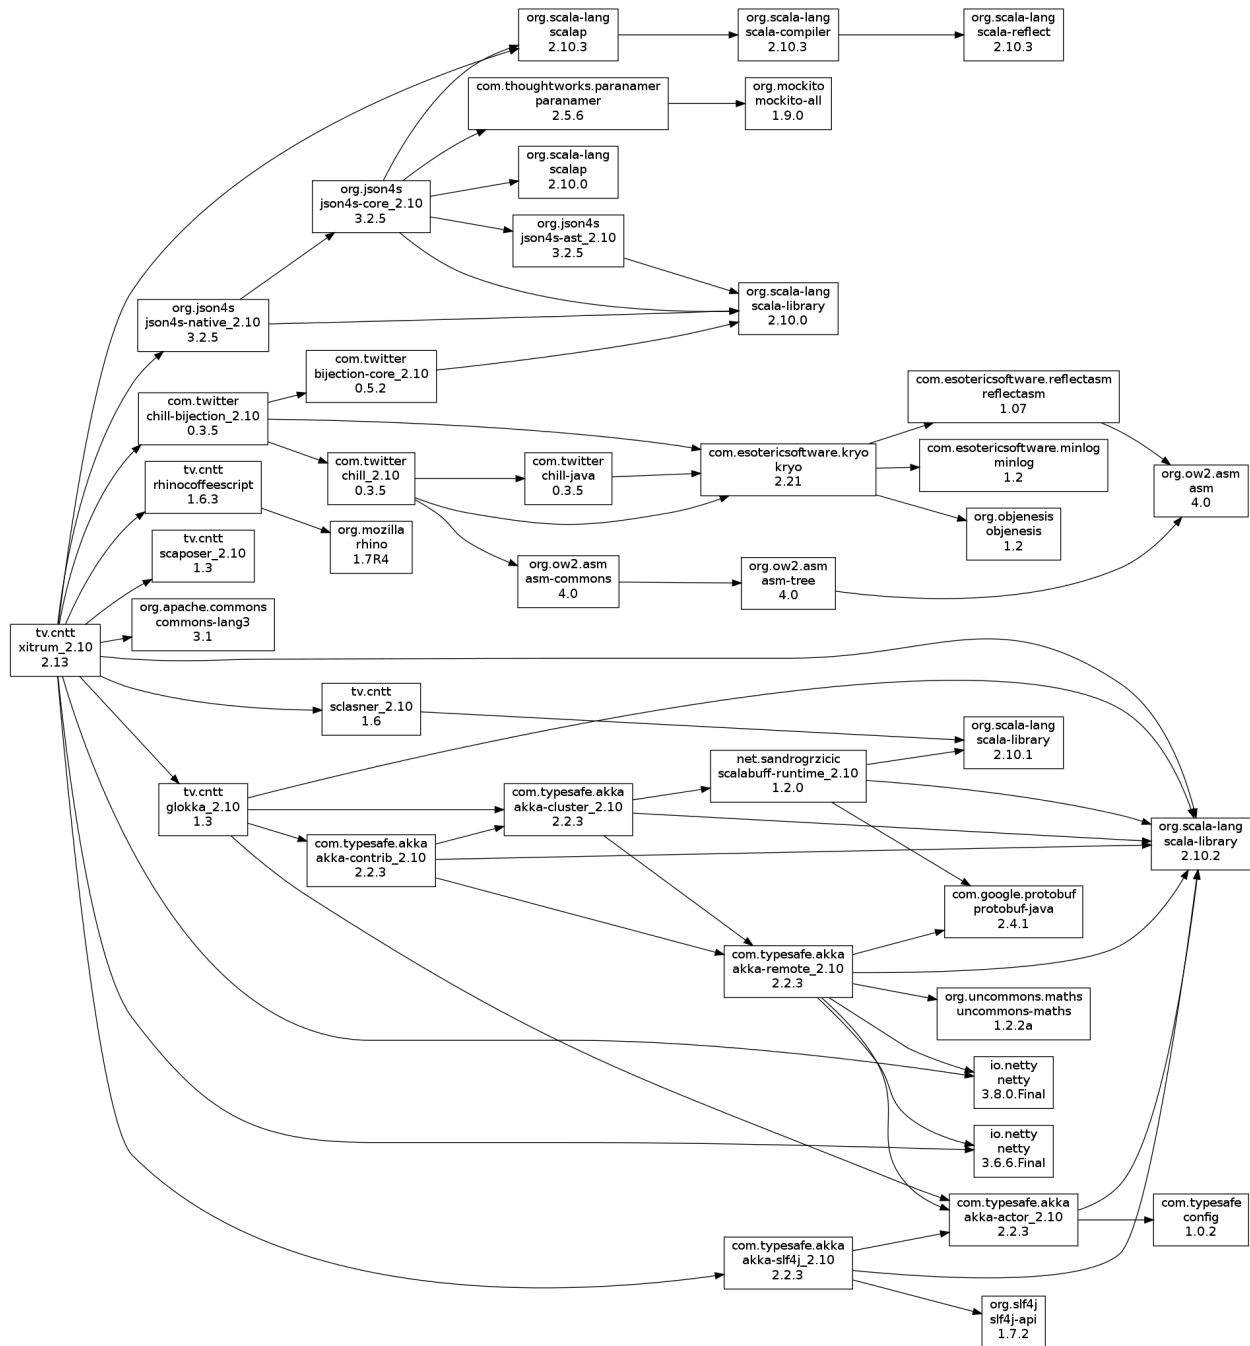 org.scala-lang
scalap
2.10.3
org.scala-lang
scala-compiler
2.10.3
org.scala-lang
scala-reflect
2.10.3
com.thoughtworks.paranamer
paranamer
2.5.6
org.mockito
mockito-all
1.9.0
org.scala-lang
scalap
2.10.0
org.json4s
json4s-core_2.10
3.2.5
org.json4s
json4s-ast_2.10
3.2.5
org.scala-lang
scala-library
2.10.0
org.json4s
json4s-native_2.10
3.2.5
com.twitter
bijection-core_2.10
0.5.2
com.twitter
chill-bijection_2.10
0.3.5
com.esotericsoftware.reflectasm
reflectasm
1.07
com.twitter
chill_2.10
0.3.5
com.twitter
chill-java
0.3.5
com.esotericsoftware.kryo
kryo
2.21
com.esotericsoftware.minlog
minlog
1.2
org.ow2.asm
asm
4.0
tv.cntt
rhinocoffeescript
1.6.3
org.mozilla
rhino
1.7R4
org.objenesis
objenesis
1.2
tv.cntt
scaposer_2.10
1.3
org.ow2.asm
asm-commons
4.0
org.ow2.asm
asm-tree
4.0
org.apache.commons
commons-lang3
3.1
tv.cntt
xitrum_2.10
2.13
tv.cntt
sclasner_2.10
1.6
org.scala-lang
scala-library
2.10.1
net.sandrogrzicic
scalabuff-runtime_2.10
1.2.0
tv.cntt
glokka_2.10
1.3
com.typesafe.akka
akka-cluster_2.10
2.2.3
com.typesafe.akka
akka-contrib_2.10
2.2.3
org.scala-lang
scala-library
2.10.2
com.google.protobuf
protobuf-java
2.4.1
com.typesafe.akka
akka-remote_2.10
2.2.3
org.uncommons.maths
uncommons-maths
1.2.2a
io.netty
netty
3.8.0.Final
io.netty
netty
3.6.6.Final
com.typesafe.akka
akka-actor_2.10
2.2.3
com.typesafe
config
1.0.2
com.typesafe.akka
akka-slf4j_2.10
2.2.3
org.slf4j
slf4j-api
1.7.2